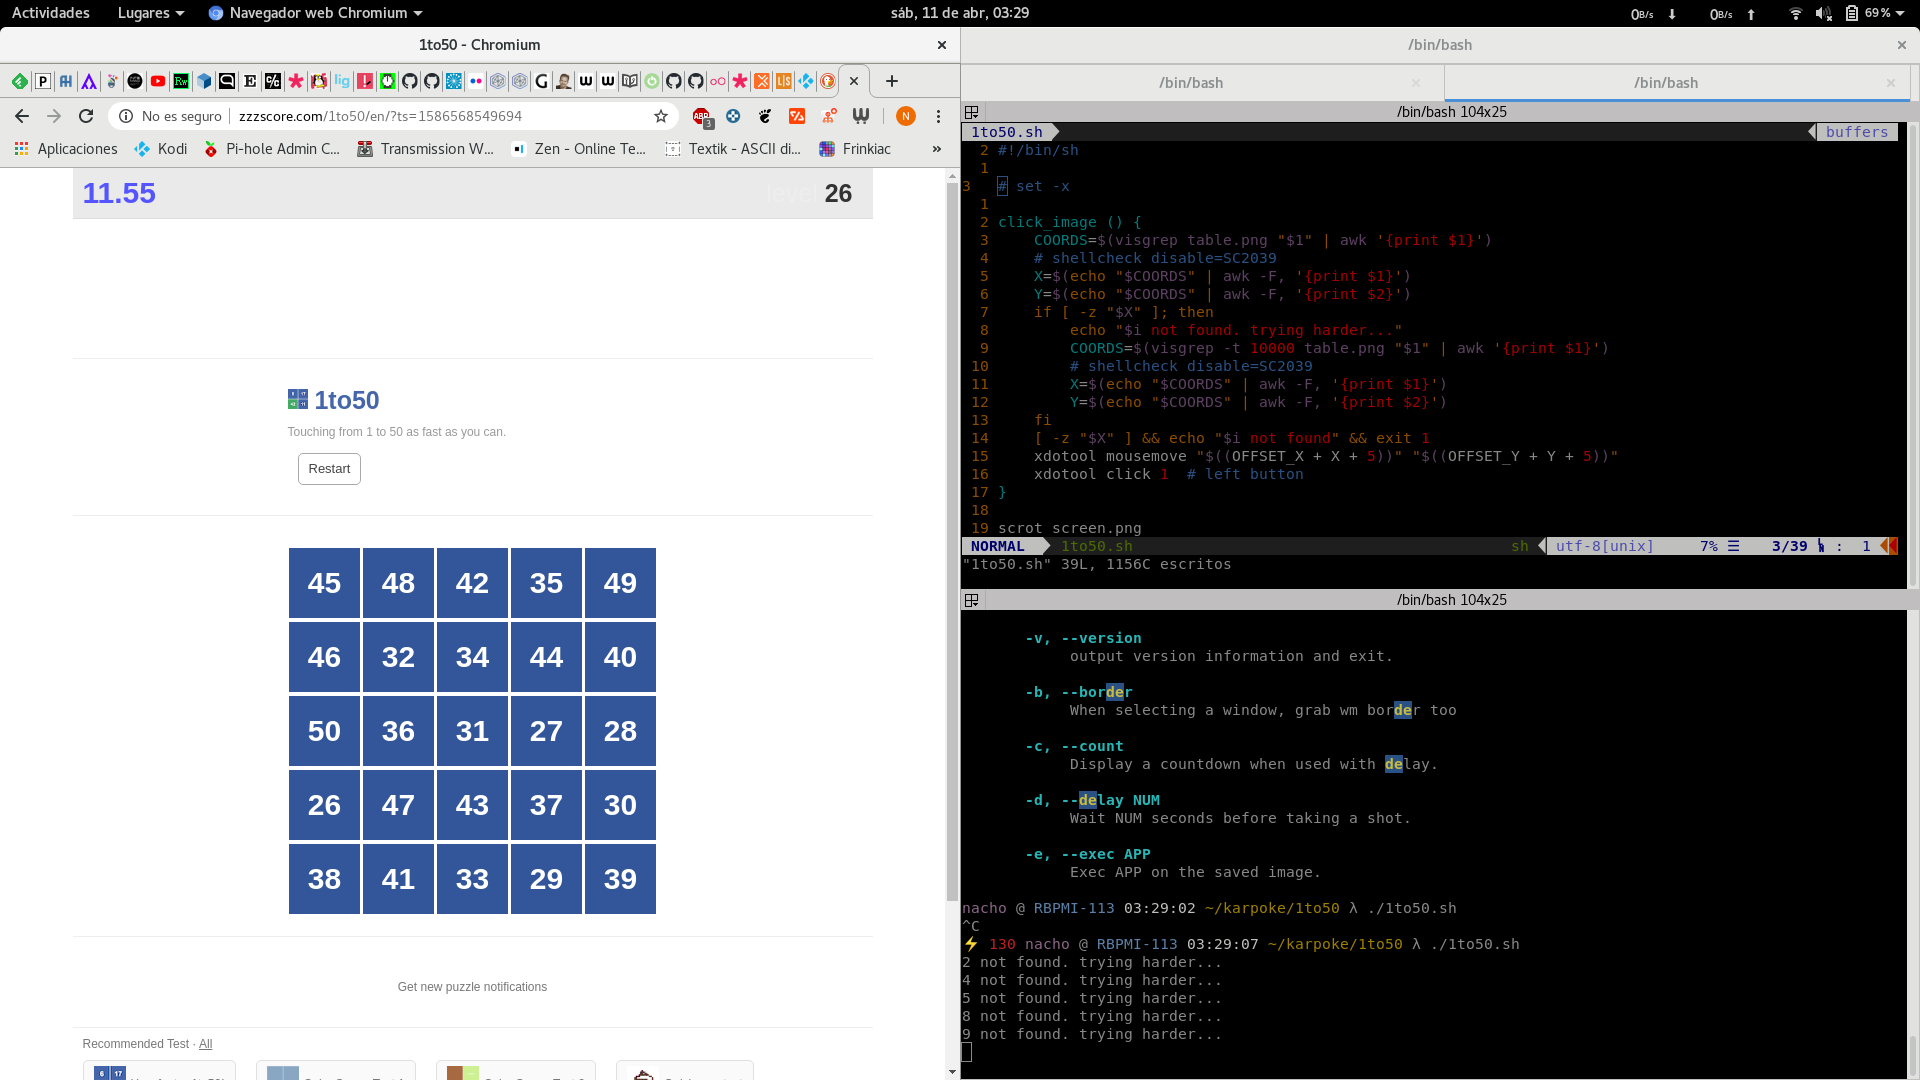 Actividades Lugares Navegador web Chromium sáb, 11 de abr, 03:29 0B/s 0B/s 69%
1to50 - Chromium
No es seguro zzzscore.com/1to50/en/?ts=1586568549694 3 N
Aplicaciones Kodi Pi-hole Admin C... Transmission W... Zen - Online Te... Textik - ASCII di... Frinkiac »
11.55 level 26
1to50
Touching from 1 to 50 as fast as you can.
Restart
45 48 42 35 49
46 32 34 44 40
50 36 31 27 28
26 47 43 37 30
38 41 33 29 39
Get new puzzle notifications
Recommended Test · All
/bin/bash
/bin/bash /bin/bash
/bin/bash 104x25
1to50.sh buffers
2 #!/bin/sh
1
3 # set -x
1
2 click_image () {
3 COORDS=$(visgrep table.png "$1" | awk '{print $1}')
4 # shellcheck disable=SC2039
5 X=$(echo "$COORDS" | awk -F, '{print $1}')
6 Y=$(echo "$COORDS" | awk -F, '{print $2}')
7 if [ -z "$X" ]; then
8 echo "$i not found. trying harder..."
9 COORDS=$(visgrep -t 10000 table.png "$1" | awk '{print $1}')
10 # shellcheck disable=SC2039
11 X=$(echo "$COORDS" | awk -F, '{print $1}')
12 Y=$(echo "$COORDS" | awk -F, '{print $2}')
13 fi
14 [ -z "$X" ] && echo "$i not found" && exit 1
15 xdotool mousemove "$((OFFSET_X + X + 5))" "$((OFFSET_Y + Y + 5))"
16 xdotool click 1 # left button
17 }
18
19 scrot screen.png
NORMAL 1to50.sh sh utf-8[unix] 7% ☰ 3/39 : 1
"1to50.sh" 39L, 1156C escritos
/bin/bash 104x25
-v, --version
output version information and exit.
-b, --border
When selecting a window, grab wm border too
-c, --count
Display a countdown when used with delay.
-d, --delay NUM
Wait NUM seconds before taking a shot.
-e, --exec APP
Exec APP on the saved image.
nacho @ RBPMI-113 03:29:02 ~/karpoke/1to50 λ ./1to50.sh
^C
⚡ 130 nacho @ RBPMI-113 03:29:07 ~/karpoke/1to50 λ ./1to50.sh
2 not found. trying harder...
4 not found. trying harder...
5 not found. trying harder...
8 not found. trying harder...
9 not found. trying harder...